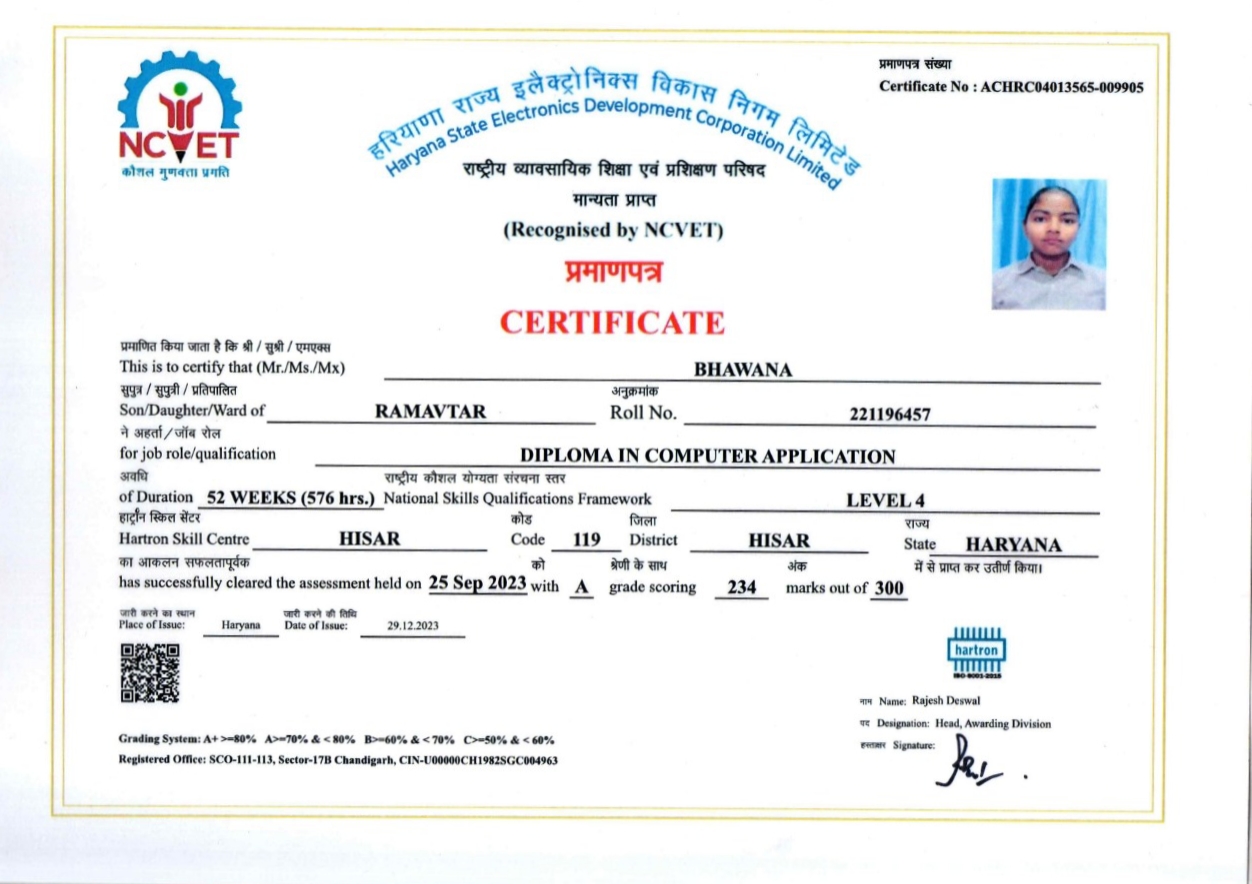 NCVET
कौशल गुणवत्ता प्रगति
हरियाणा राज्य इलैक्ट्रोनिक्स विकास निगम लिमिटेड
Haryana State Electronics Development Corporation Limited
प्रमाणपत्र संख्या
Certificate No : ACHRC04013565-009905
राष्ट्रीय व्यावसायिक शिक्षा एवं प्रशिक्षण परिषद
मान्यता प्राप्त
(Recognised by NCVET)
प्रमाणपत्र
CERTIFICATE
प्रमाणित किया जाता है कि श्री / सुश्री / एमएक्स
This is to certify that (Mr./Ms./Mx) BHAWANA
सुपुत्र / सुपुत्री / प्रतिपालित अनुक्रमांक
Son/Daughter/Ward of RAMAVTAR Roll No. 221196457
ने अहर्ता/जॉब रोल
for job role/qualification DIPLOMA IN COMPUTER APPLICATION
अवधि राष्ट्रीय कौशल योग्यता संरचना स्तर
of Duration 52 WEEKS (576 hrs.) National Skills Qualifications Framework LEVEL 4
हार्ट्रॉन स्किल सेंटर कोड जिला राज्य
Hartron Skill Centre HISAR Code 119 District HISAR State HARYANA
का आकलन सफलतापूर्वक को श्रेणी के साथ अंक में से प्राप्त कर उतीर्ण किया।
has successfully cleared the assessment held on 25 Sep 2023 with A grade scoring 234 marks out of 300
जारी करने का स्थान जारी करने की तिथि
Place of Issue: Haryana Date of Issue: 29.12.2023
hartron
ISO-9001-2015
नाम Name: Rajesh Deswal
पद Designation: Head, Awarding Division
हस्ताक्षर Signature:
Grading System: A+ >=80% A>=70% & <80% B>=60% & <70% C>=50% & <60%
Registered Office: SCO-111-113, Sector-17B Chandigarh, CIN-U00000CH1982SGC004963